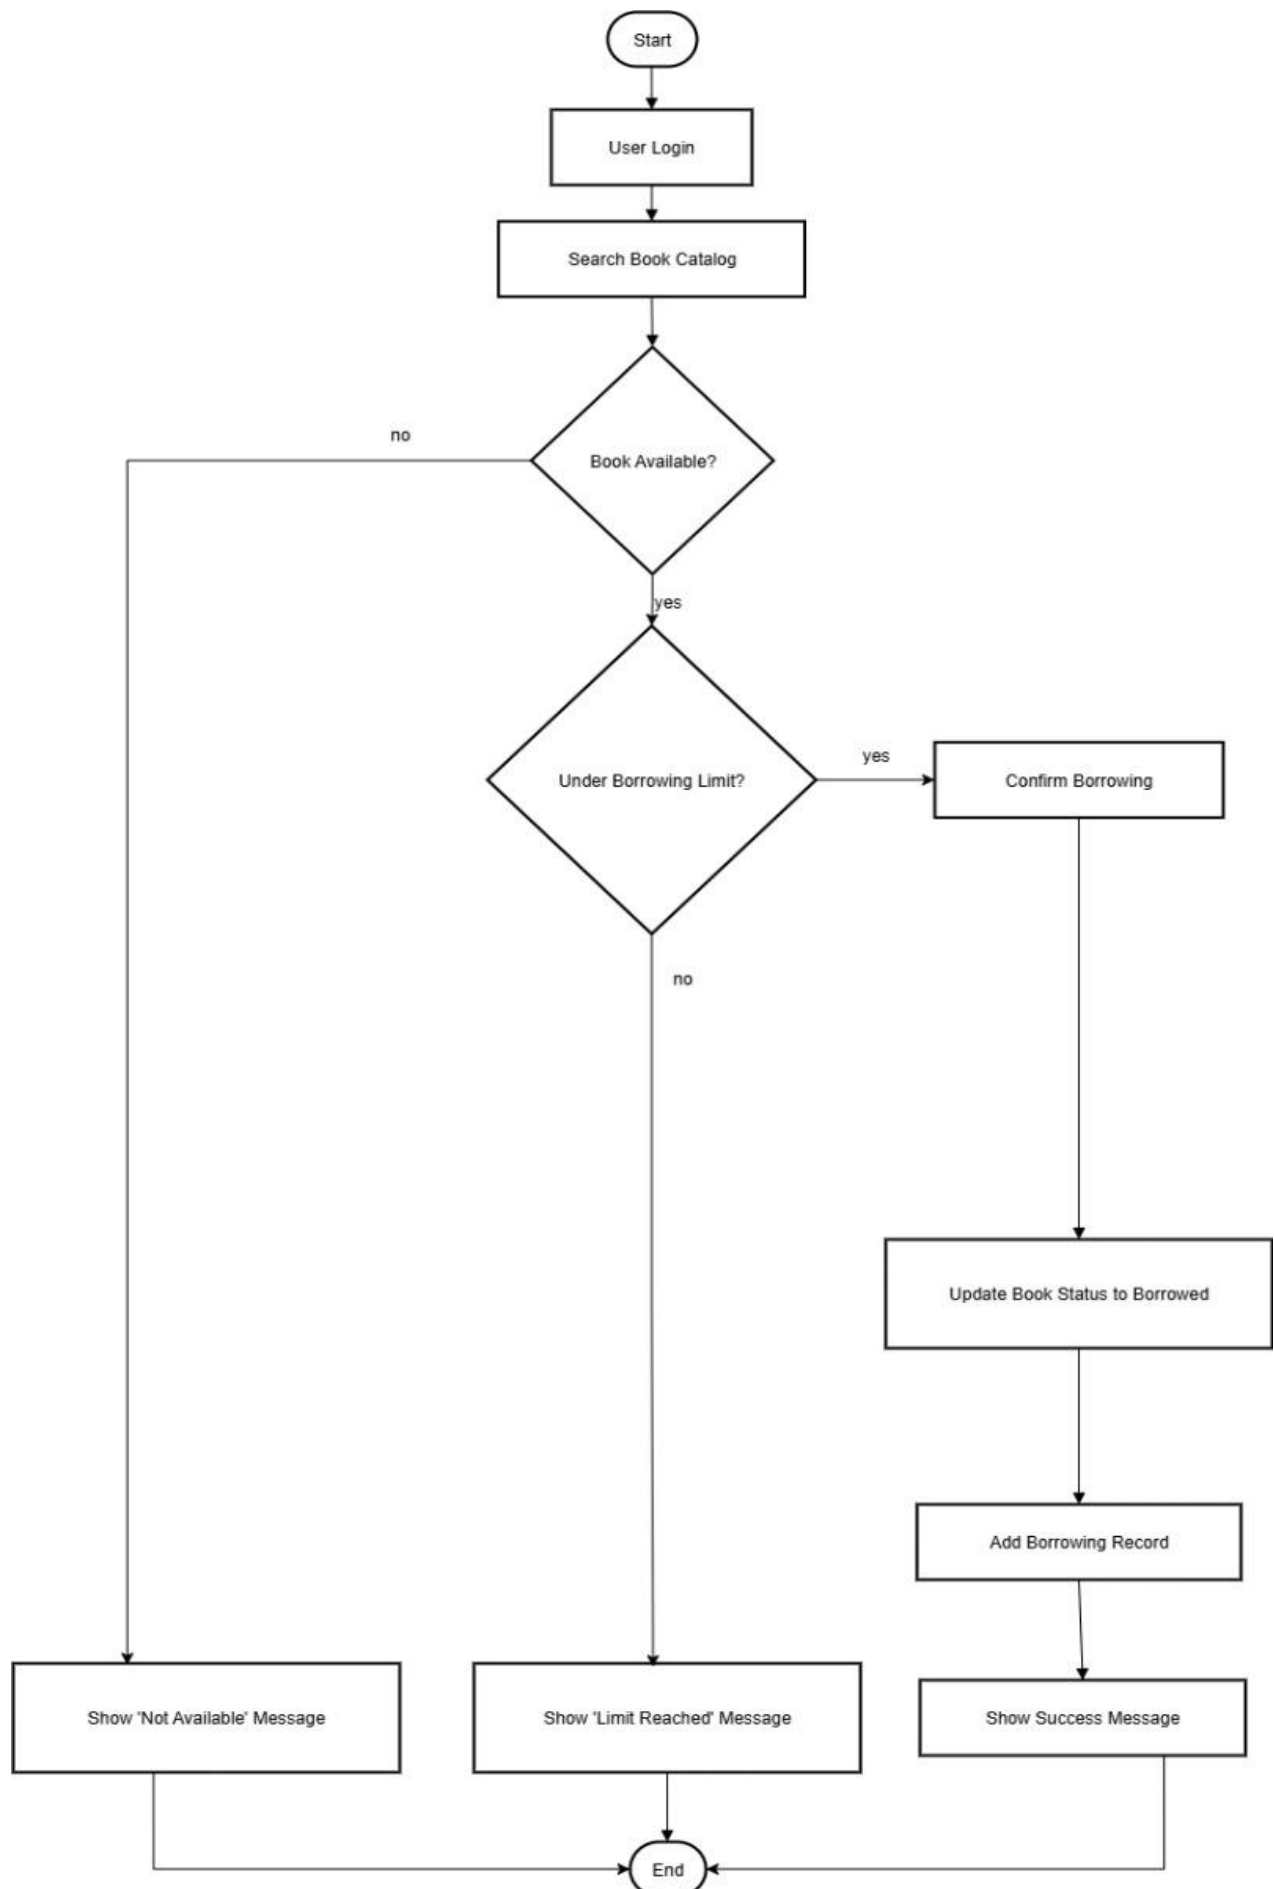 Start
User Login
Search Book Catalog
no
Book Available?
yes
Under Borrowing Limit?
yes
Confirm Borrowing
no
Update Book Status to Borrowed
Add Borrowing Record
Show 'Not Available' Message
Show 'Limit Reached' Message
Show Success Message
End